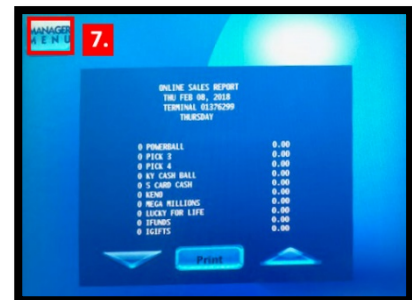 MANAGER
MENU
7.
ONLINE SALES REPORT
THU FEB 08, 2018
TERMINAL 01376299
THURSDAY
0 POWERBALL 0.00
0 PICK 3 0.00
0 PICK 4 0.00
0 KY CASH BALL 0.00
0 5 CARD CASH 0.00
0 KENO 0.00
0 MEGA MILLIONS 0.00
0 LUCKY FOR LIFE 0.00
0 IFUNDS 0.00
0 IGIFTS 0.00
Print